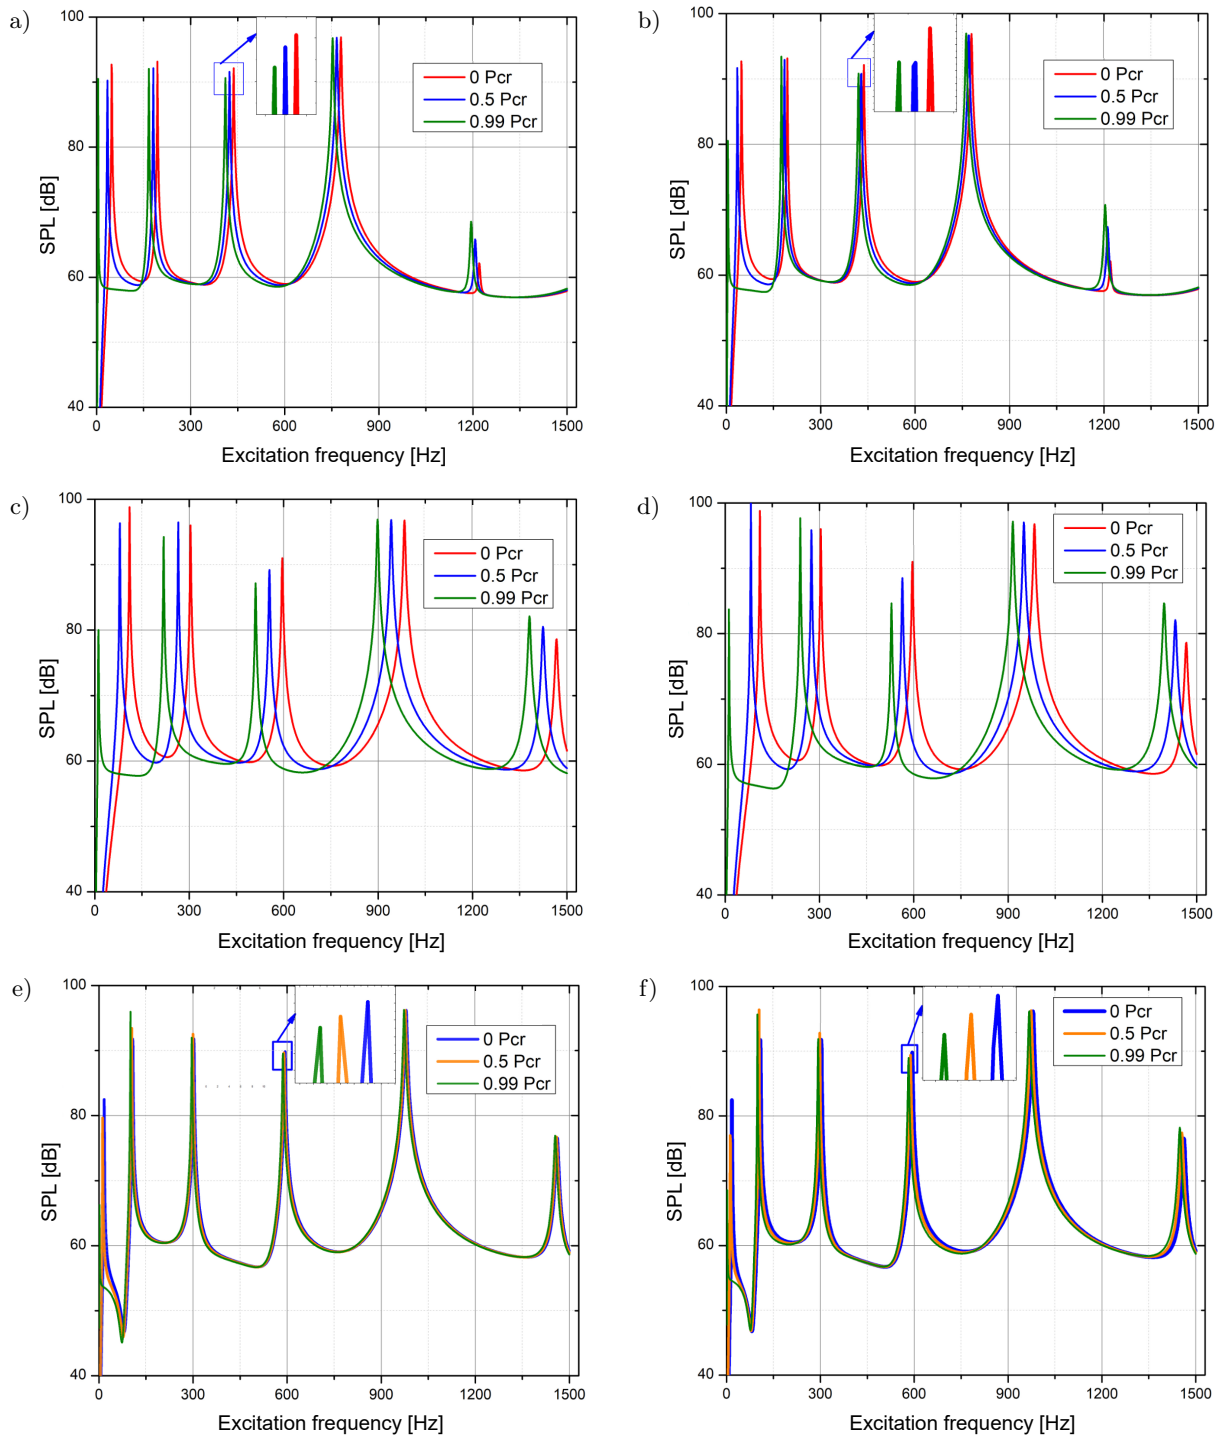 a)
100
80
60
40
SPL [dB]
0 Pcr
0.5 Pcr
0.99 Pcr
0 300 600 900 1200 1500
Excitation frequency [Hz]
b)
100
80
60
40
SPL [dB]
0 Pcr
0.5 Pcr
0.99 Pcr
0 300 600 900 1200 1500
Excitation frequency [Hz]
c)
100
80
60
40
SPL [dB]
0 Pcr
0.5 Pcr
0.99 Pcr
0 300 600 900 1200 1500
Excitation frequency [Hz]
d)
100
80
60
40
SPL [dB]
0 Pcr
0.5 Pcr
0.99 Pcr
0 300 600 900 1200 1500
Excitation frequency [Hz]
e)
100
80
60
40
SPL [dB]
0 Pcr
0.5 Pcr
0.99 Pcr
0 300 600 900 1200 1500
Excitation frequency [Hz]
f)
100
80
60
40
SPL [dB]
0 Pcr
0.5 Pcr
0.99 Pcr
0 300 600 900 1200 1500
Excitation frequency [Hz]